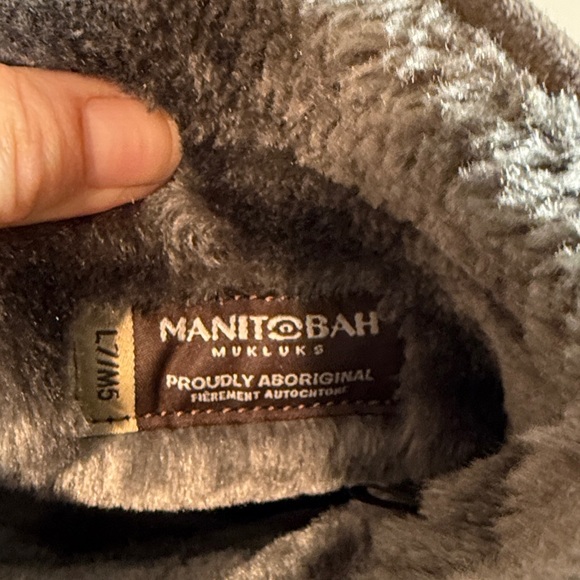 L7/M5
MANITOBAH
MUKLUKS
PROUDLY ABORIGINAL
FIÈREMENT AUTOCHTONE